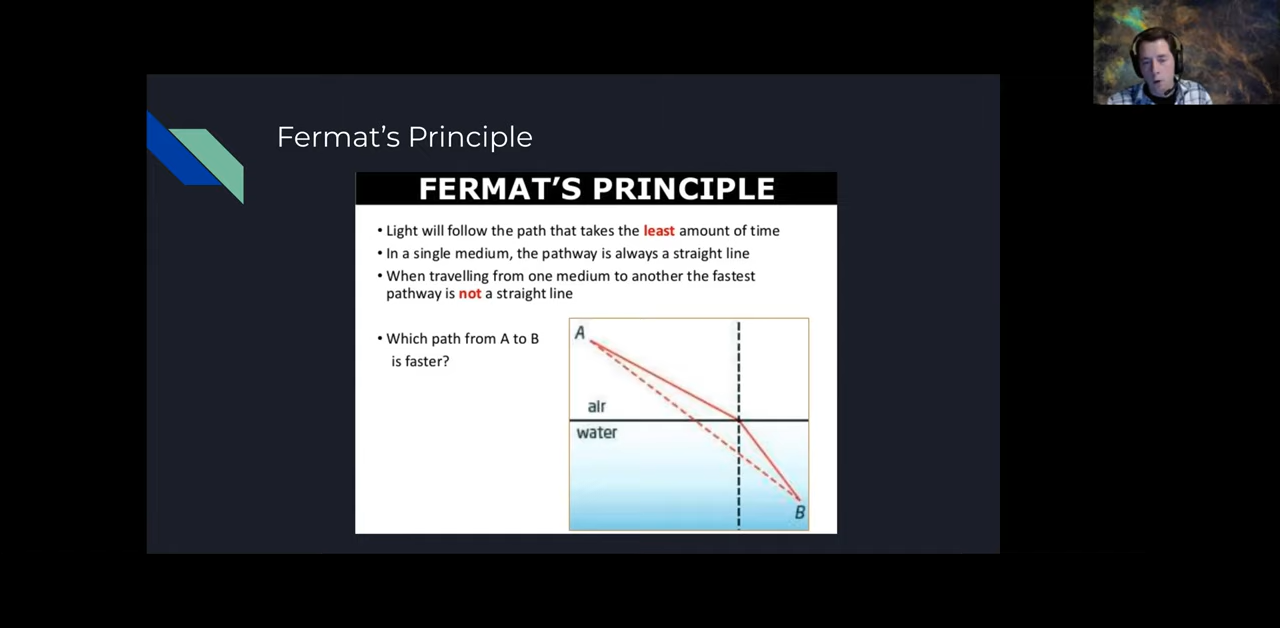 Fermat's Principle
FERMAT'S PRINCIPLE
• Light will follow the path that takes the least amount of time
• In a single medium, the pathway is always a straight line
• When travelling from one medium to another the fastest
pathway is not a straight line
• Which path from A to B
is faster?
A
air
water
B